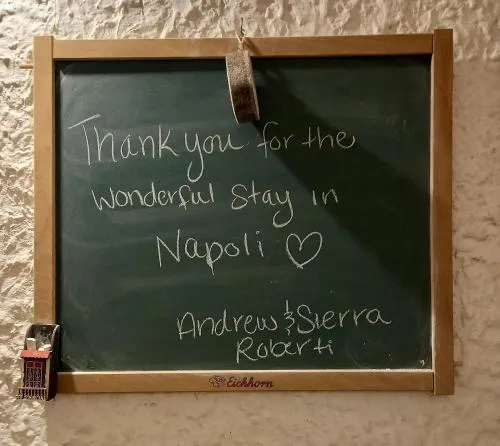 Thank you for the
wonderful stay in
Napoli ♡
Andrew & Sierra
Roberti
Eichhorn